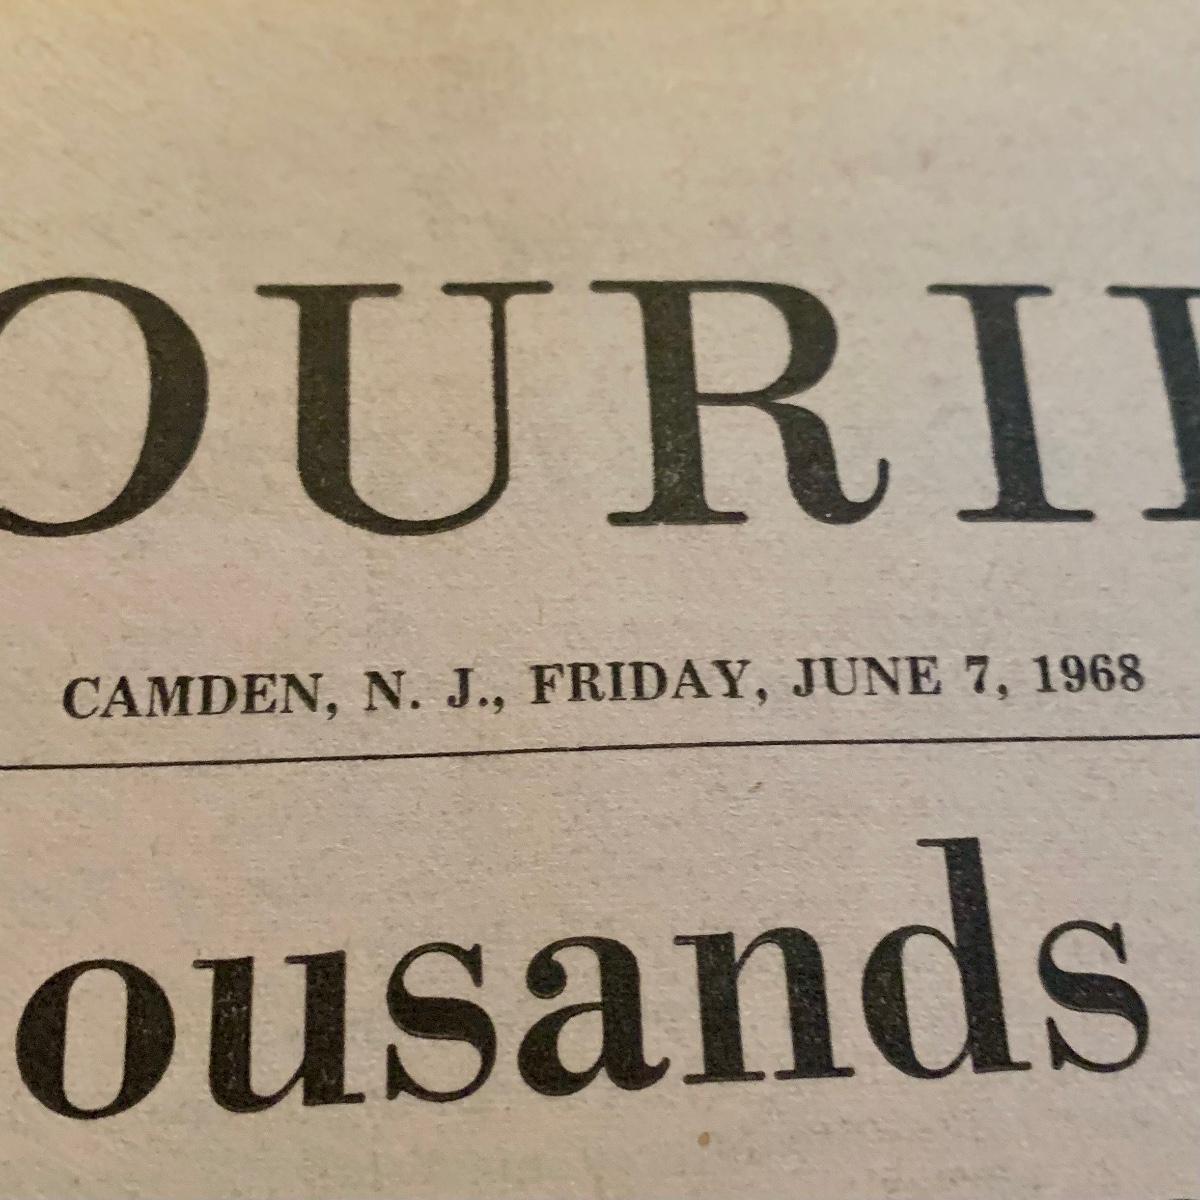 OURI
CAMDEN, N. J., FRIDAY, JUNE 7, 1968
ousands